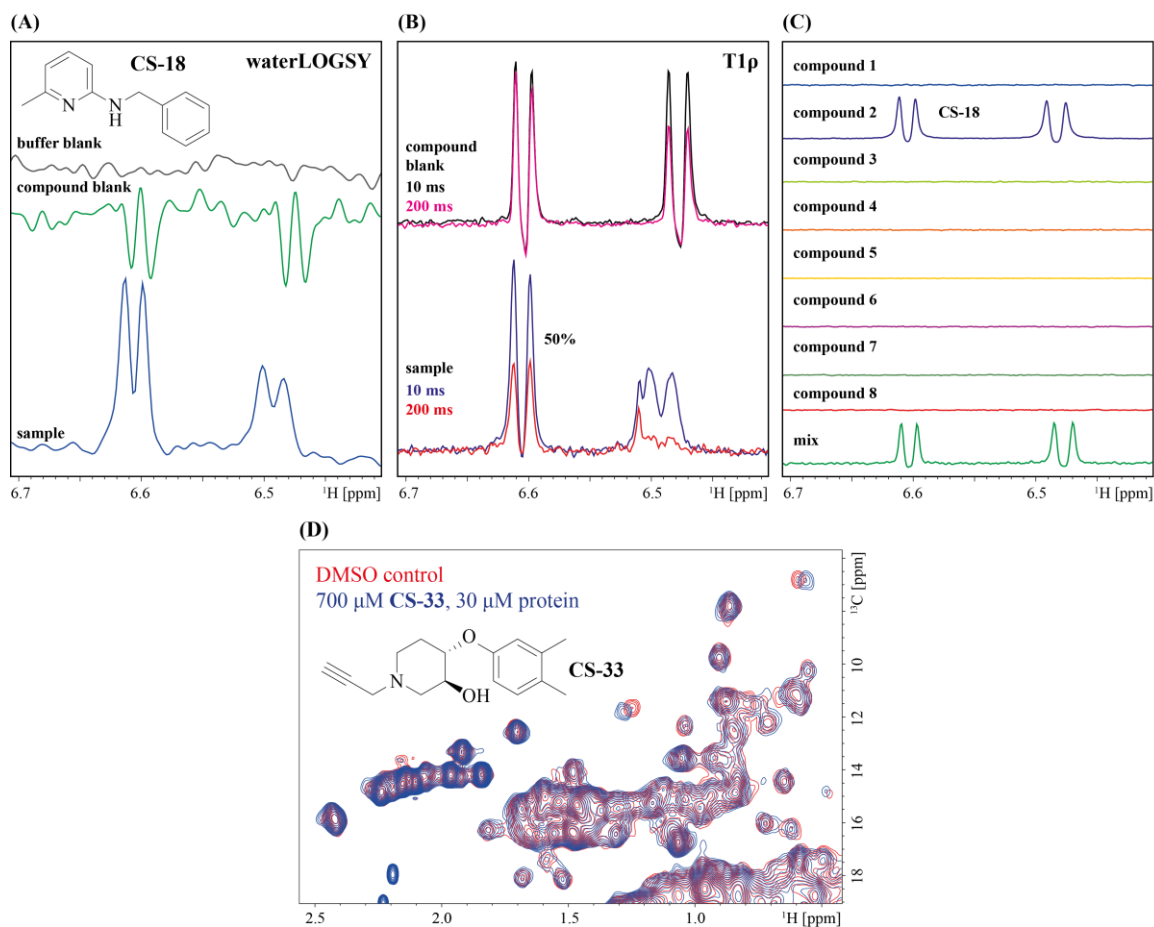 (A)
CS-18
waterLOGSY
N
N
H
buffer blank
compound blank
sample
6.7
6.6
6.5
¹H [ppm]
(B)
T1ρ
compound
blank
10 ms
200 ms
50%
sample
10 ms
200 ms
6.7
6.6
6.5
¹H [ppm]
(C)
compound 1
compound 2
CS-18
compound 3
compound 4
compound 5
compound 6
compound 7
compound 8
mix
6.7
6.6
6.5
¹H [ppm]
(D)
DMSO control
700 μM CS-33, 30 μM protein
O
N
OH
CS-33
¹³C [ppm]
10
12
14
16
18
2.5
2.0
1.5
1.0
¹H [ppm]